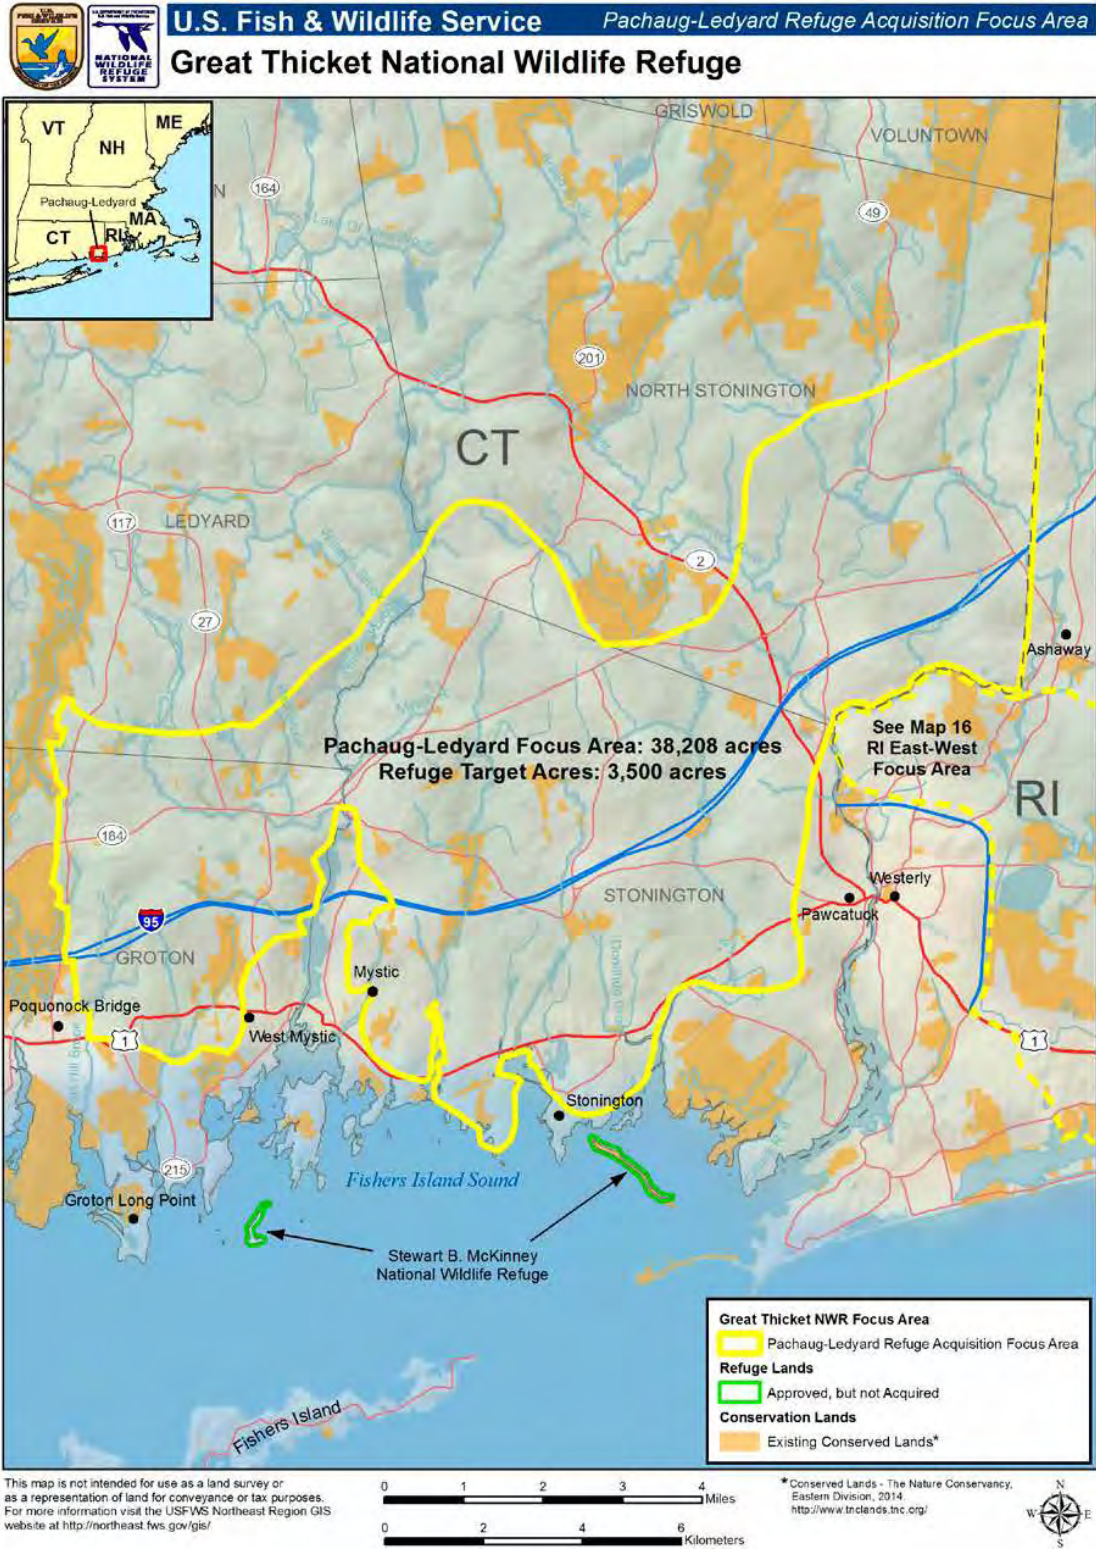 U.S. Fish & Wildlife Service
Pachaug-Ledyard Refuge Acquisition Focus Area
Great Thicket National Wildlife Refuge
U.S.
FISH & WILDLIFE
SERVICE
NATIONAL
WILDLIFE
REFUGE
SYSTEM
VT
NH
ME
Pachaug-Ledyard
MA
CT
RI
GRISWOLD
VOLUNTOWN
N
164
49
201
NORTH STONINGTON
CT
117
LEDYARD
2
27
Ashaway
Pachaug-Ledyard Focus Area: 38,208 acres
Refuge Target Acres: 3,500 acres
See Map 16
RI East-West
Focus Area
RI
184
STONINGTON
Westerly
Pawcatuck
95
GROTON
Mystic
Poquonock Bridge
West Mystic
1
1
Stonington
215
Fishers Island Sound
Groton Long Point
Stewart B. McKinney
National Wildlife Refuge
Fishers Island
Great Thicket NWR Focus Area
Pachaug-Ledyard Refuge Acquisition Focus Area
Refuge Lands
Approved, but not Acquired
Conservation Lands
Existing Conserved Lands*
This map is not intended for use as a land survey or
as a representation of land for conveyance or tax purposes.
For more information visit the USFWS Northeast Region GIS
website at http://northeast.fws.gov/gis/
0 1 2 3 4
Miles
0 2 4 6
Kilometers
* Conserved Lands - The Nature Conservancy,
Eastern Division, 2014.
http://www.tnclands.tnc.org/
N
W E
S